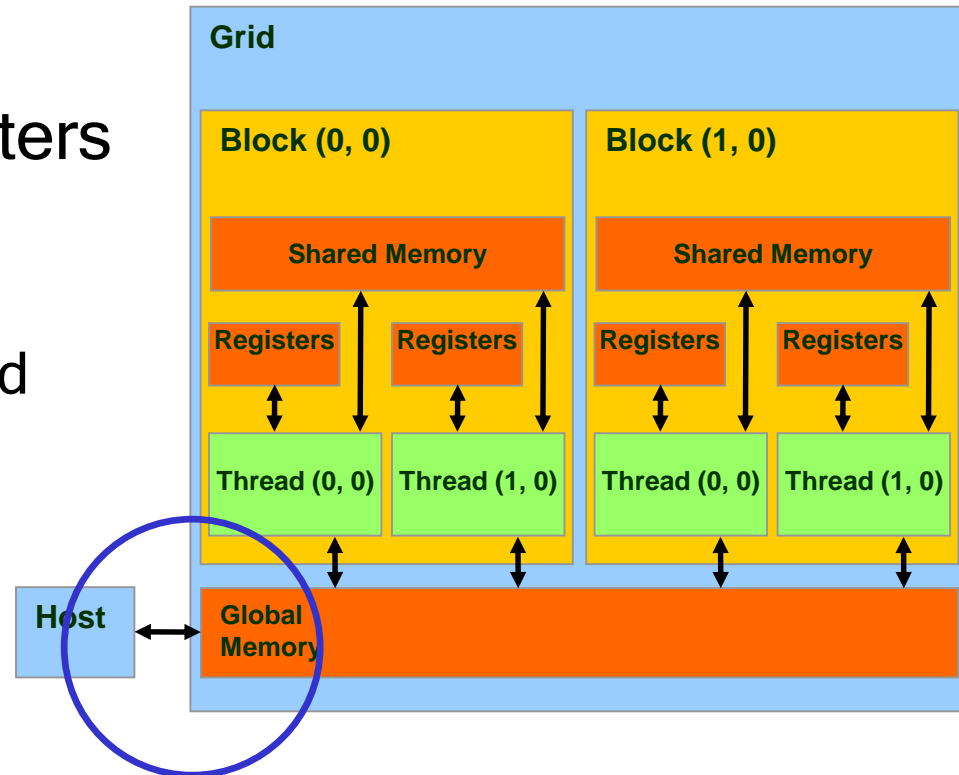 Grid
ters
Block (0, 0)
Block (1, 0)
Shared Memory
Shared Memory
Registers
Registers
Registers
Registers
d
Thread (0, 0)
Thread (1, 0)
Thread (0, 0)
Thread (1, 0)
Host
Global
Memory